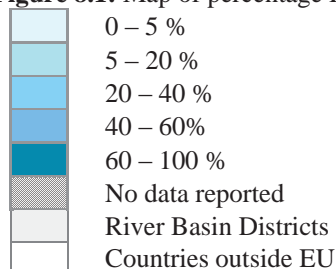 Figure 8.1: Map of percentage
0 – 5 %
5 – 20 %
20 – 40 %
40 – 60%
60 – 100 %
No data reported
River Basin Districts
Countries outside EU